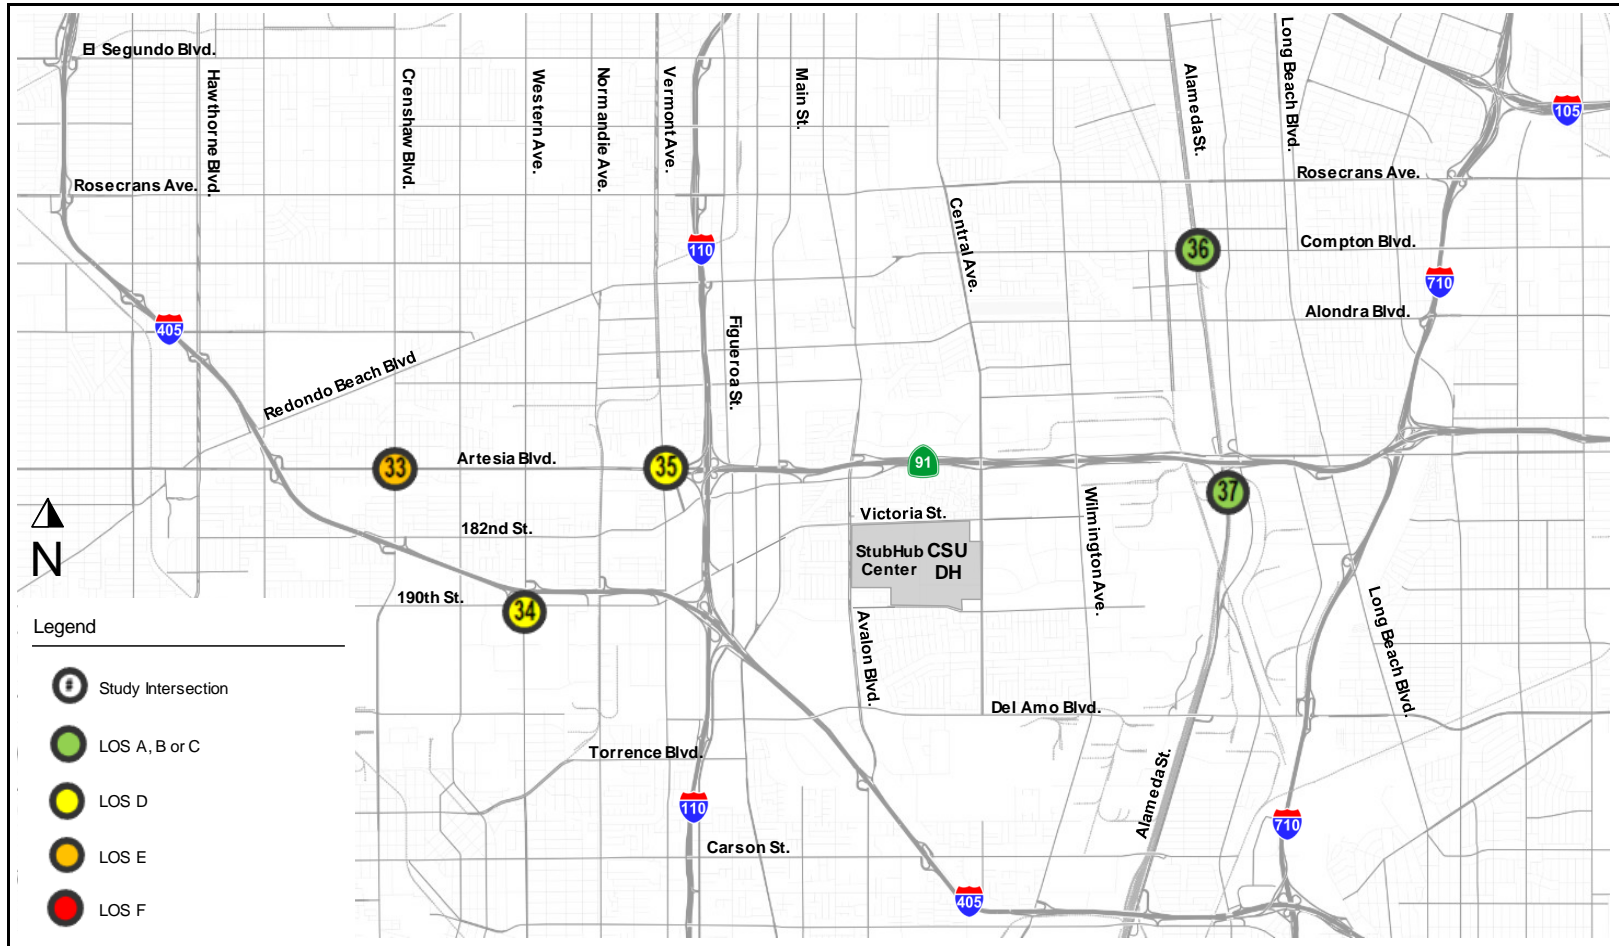 El Segundo Blvd.
Hawthorne Blvd.
Crenshaw Blvd.
Western Ave.
Normandie Ave.
Vermont Ave.
Main St.
Alameda St.
Long Beach Blvd.
105
Rosecrans Ave.
Rosecrans Ave.
Central Ave.
36
Compton Blvd.
110
710
Alondra Blvd.
405
Figueroa St.
Redondo Beach Blvd
33
Artesia Blvd.
35
91
37
Wilmington Ave.
Victoria St.
182nd St.
StubHub
Center
CSU
DH
N
190th St.
34
Avalon Blvd.
Long Beach Blvd.
Legend
#
Study Intersection
LOS A, B or C
LOS D
LOS E
LOS F
Del Amo Blvd.
Torrence Blvd.
Alameda St.
110
710
Carson St.
405